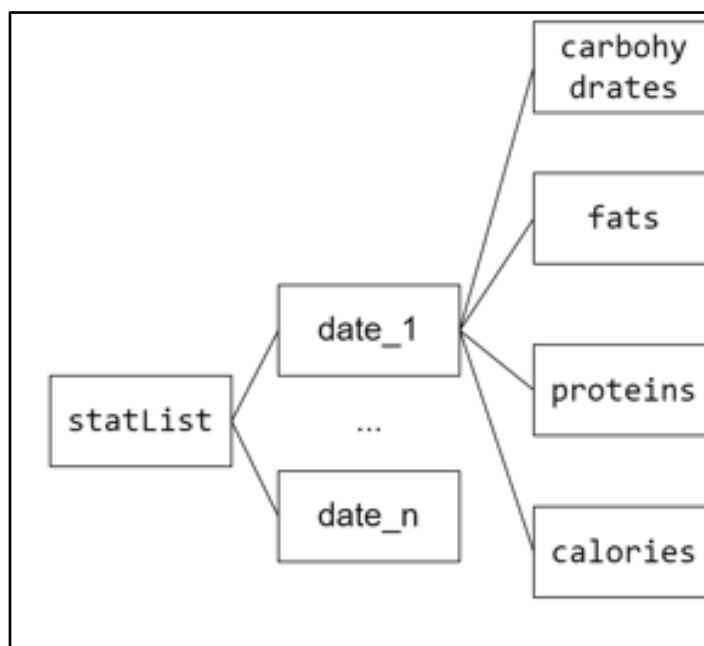 carbohy
drates
fats
date_1
proteins
statList
...
date_n
calories